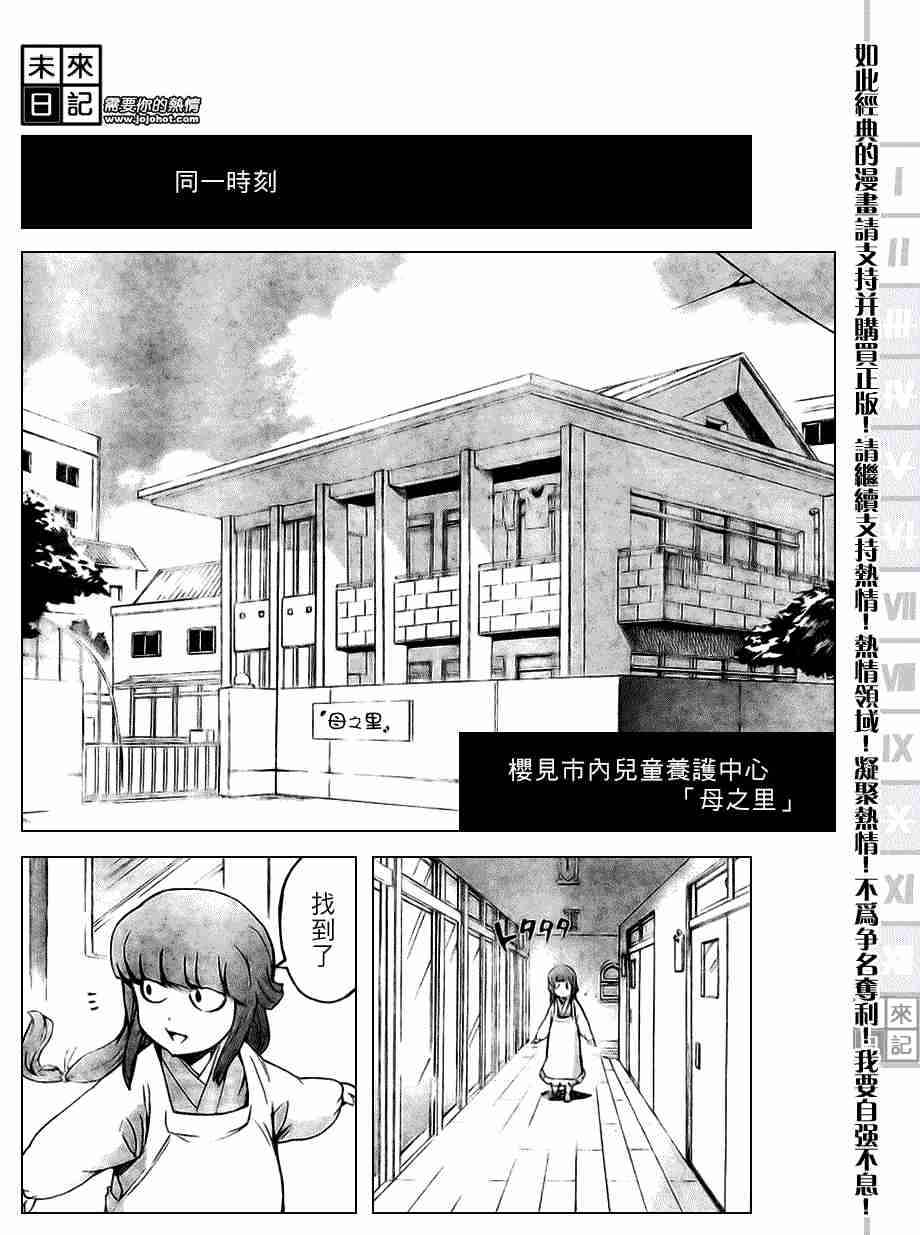 未來
日記
需要你的熱情
www.jojohot.com
同一時刻
『母之里』
櫻見市內兒童養護中心
「母之里」
ドタタタ
找到了
如此經典的漫畫請支持并購買正版！請繼續支持熱情！熱情領域！凝聚熱情！不爲争名奪利！我要自强不息！
I
II
III
IV
V
VI
VII
VIII
IX
X
XI
來
記